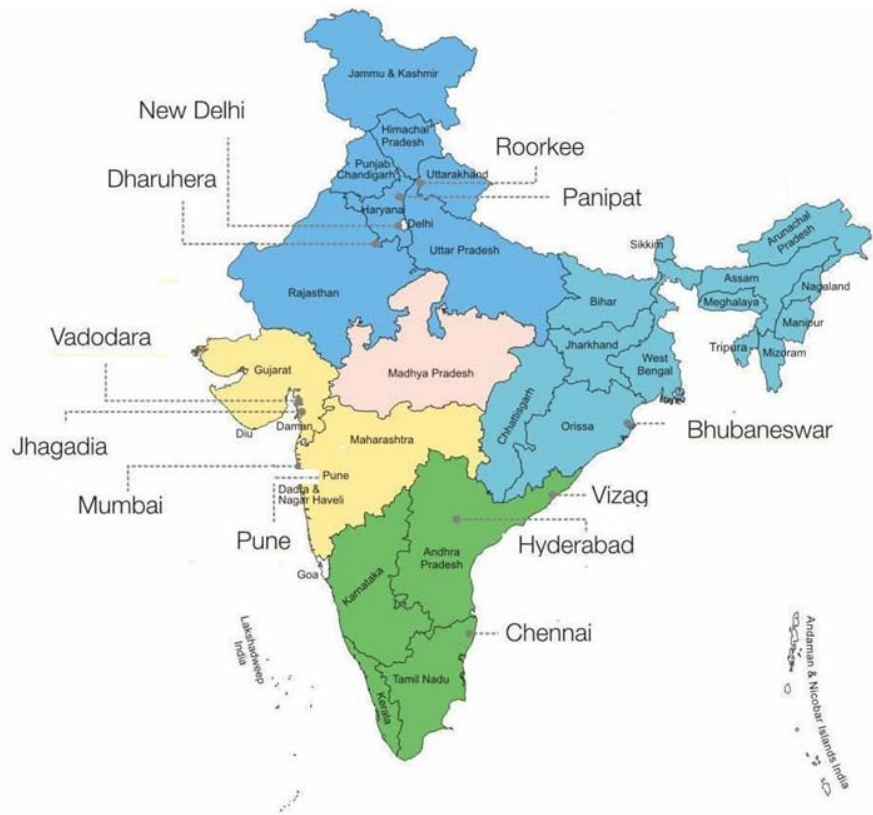 Jammu & Kashmir
New Delhi
Himachal
Pradesh
Roorkee
Punjab
Chandigarh
Uttarakhand
Dharuhera
Panipat
Haryana
Delhi
Uttar Pradesh
Sikkim
Arunachal
Pradesh
Assam
Nagaland
Rajasthan
Bihar
Meghalaya
Manipur
Vadodara
Jharkhand
Tripura
Mizoram
West
Bengal
Gujarat
Madhya Pradesh
Chhattisgarh
Orissa
Bhubaneswar
Daman
Diu
Maharashtra
Jhagadia
Pune
Mumbai
Dadra &
Nagar Haveli
Vizag
Pune
Hyderabad
Andhra
Pradesh
Goa
Karnataka
Chennai
Lakshadweep
India
Tamil Nadu
Kerala
Andaman & Nicobar Islands India